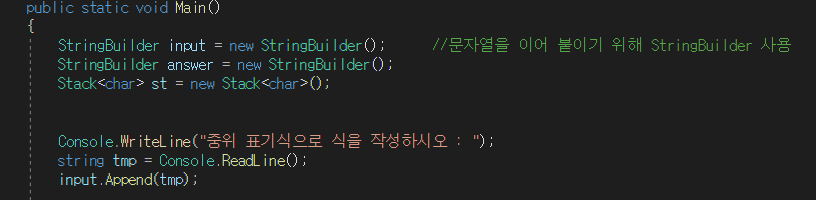 public static void Main()
{
StringBuilder input = new StringBuilder(); //문자열을 이어 붙이기 위해 StringBuilder 사용
StringBuilder answer = new StringBuilder();
Stack<char> st = new Stack<char>();
Console.WriteLine("중위 표기식으로 식을 작성하시오 : ");
string tmp = Console.ReadLine();
input.Append(tmp);